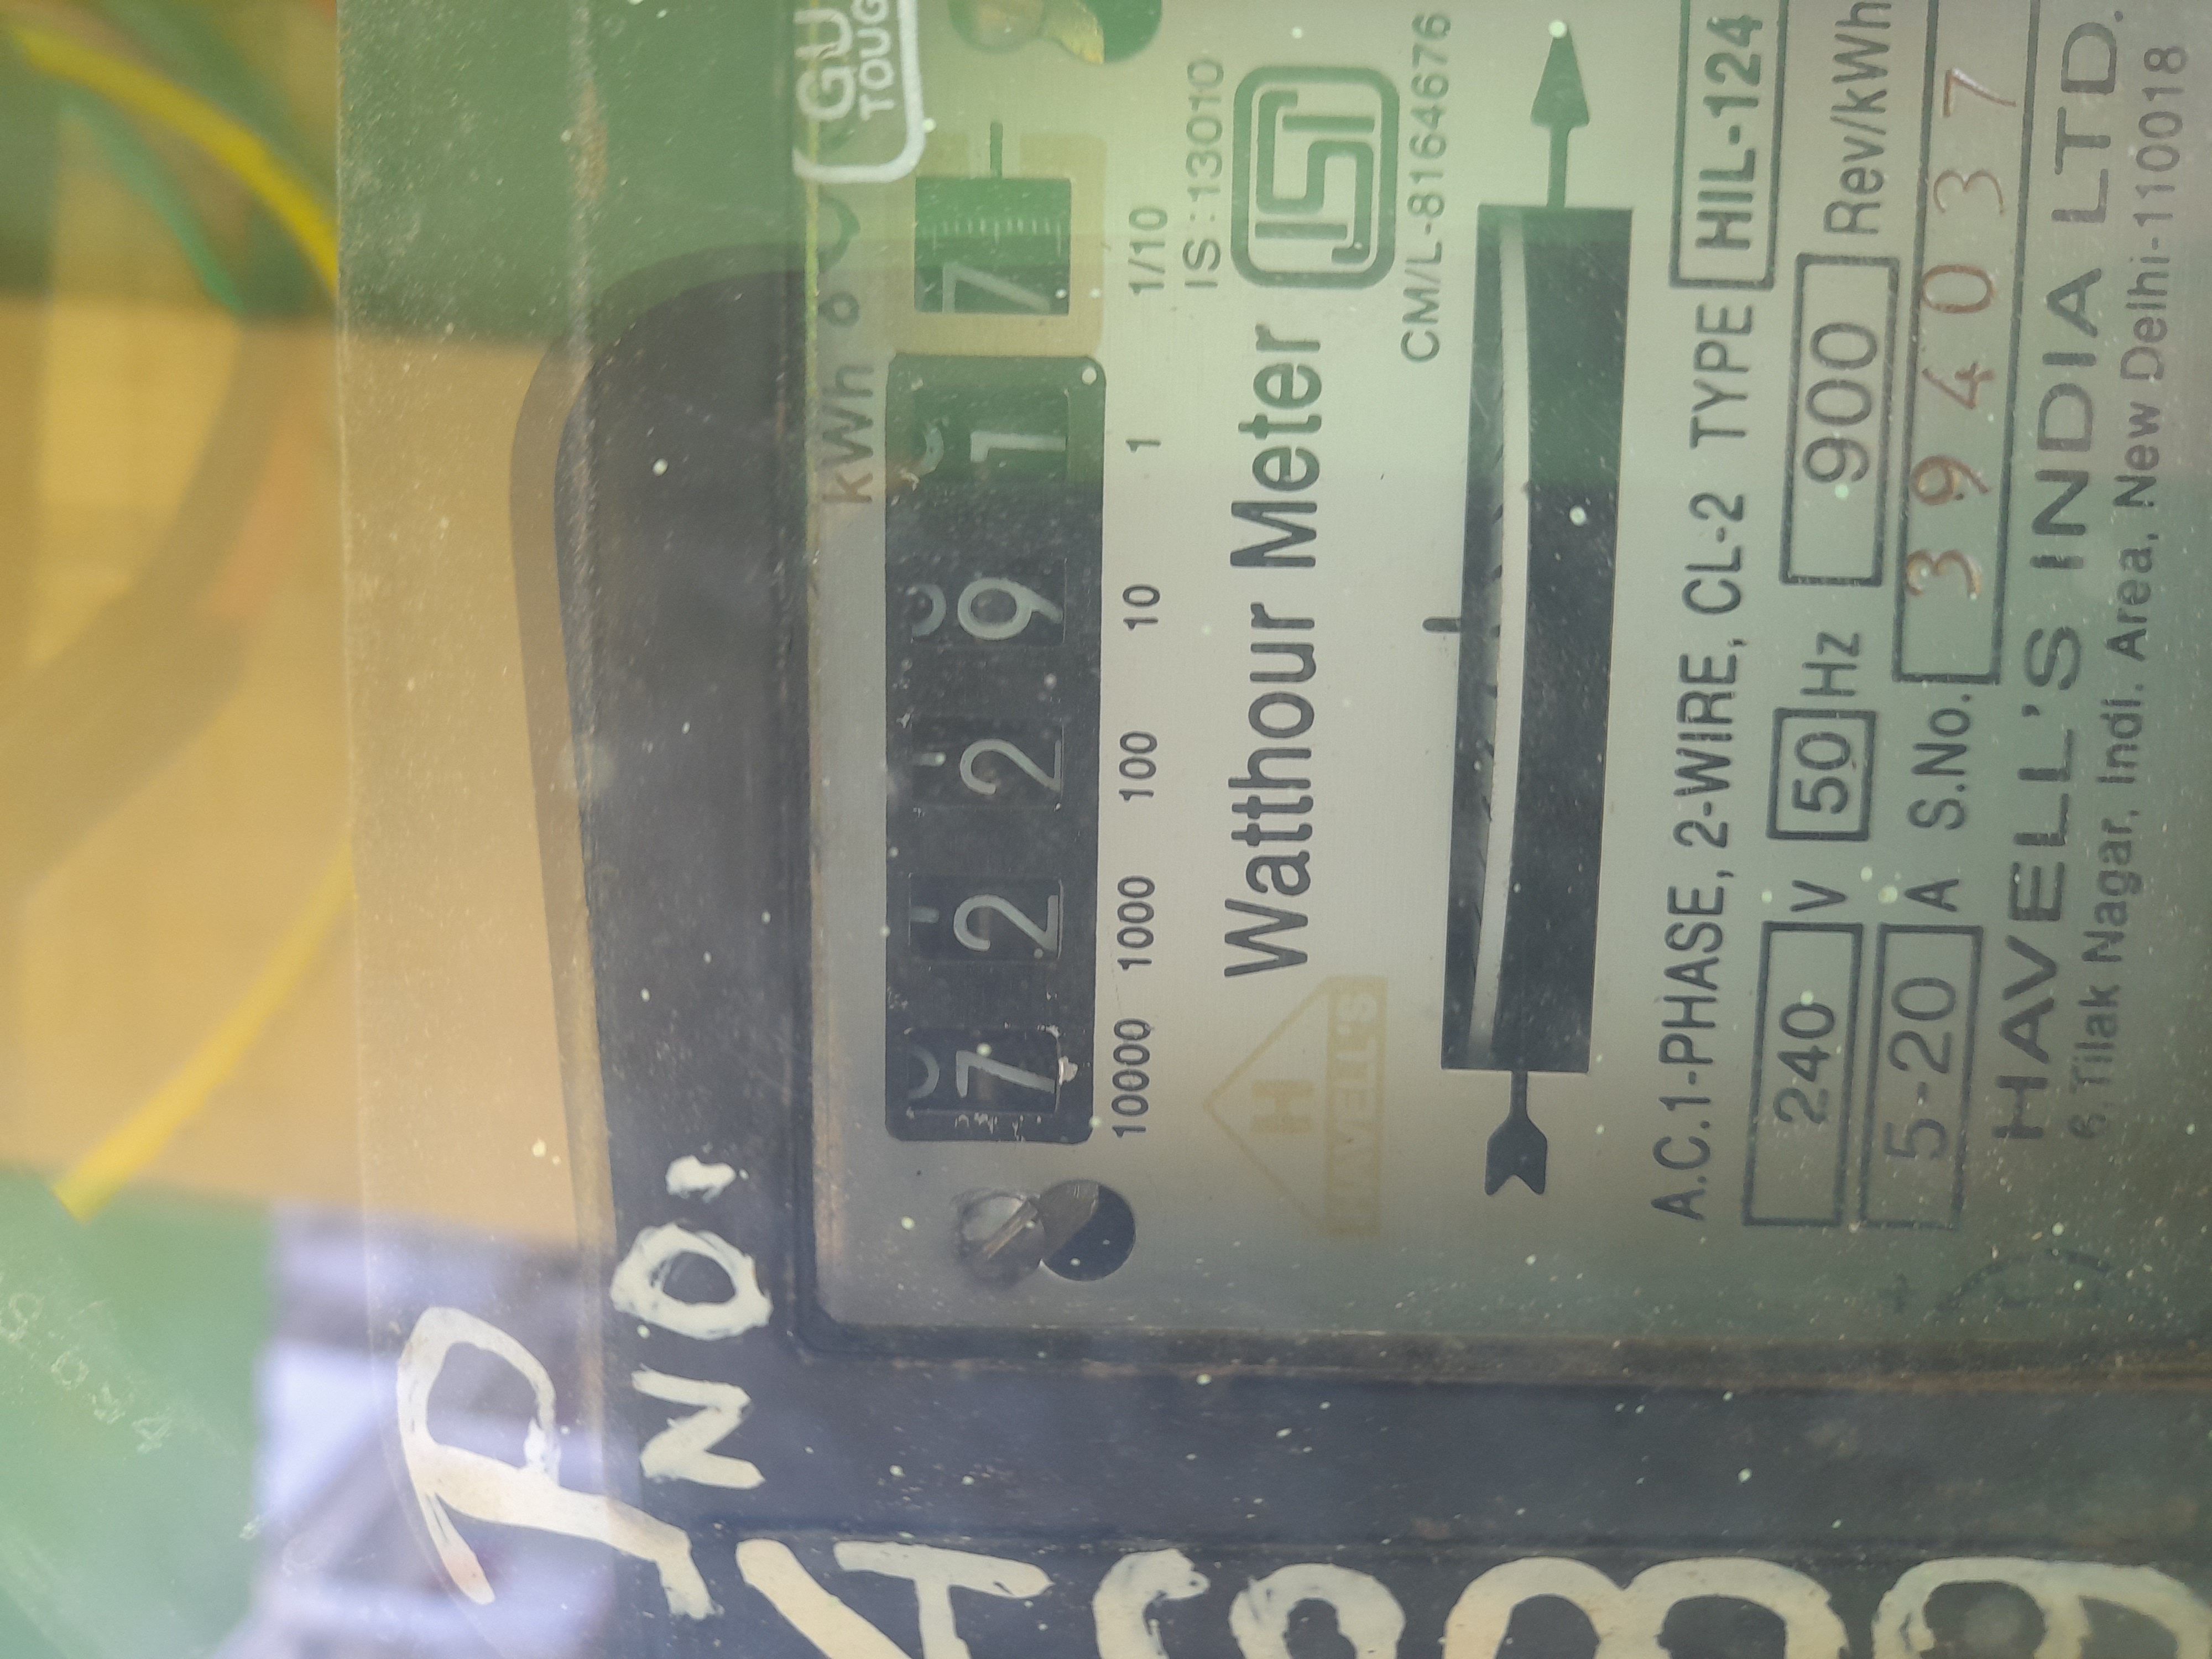 GU
TOUG
kWh
7 2 2 9 1 7
10000 1000 100 10 1 1/10
IS:13010
Watthour Meter
HAVELL'S
CM/L-8164676
A.C.1-PHASE, 2-WIRE, CL-2 TYPE HIL-124
240 V 50 Hz 900 Rev/kWh
5-20 A S.No. 394037
HAVELL'S INDIA LTD.
6, Tilak Nagar, Indl. Area, New Delhi-110018
P
NO.